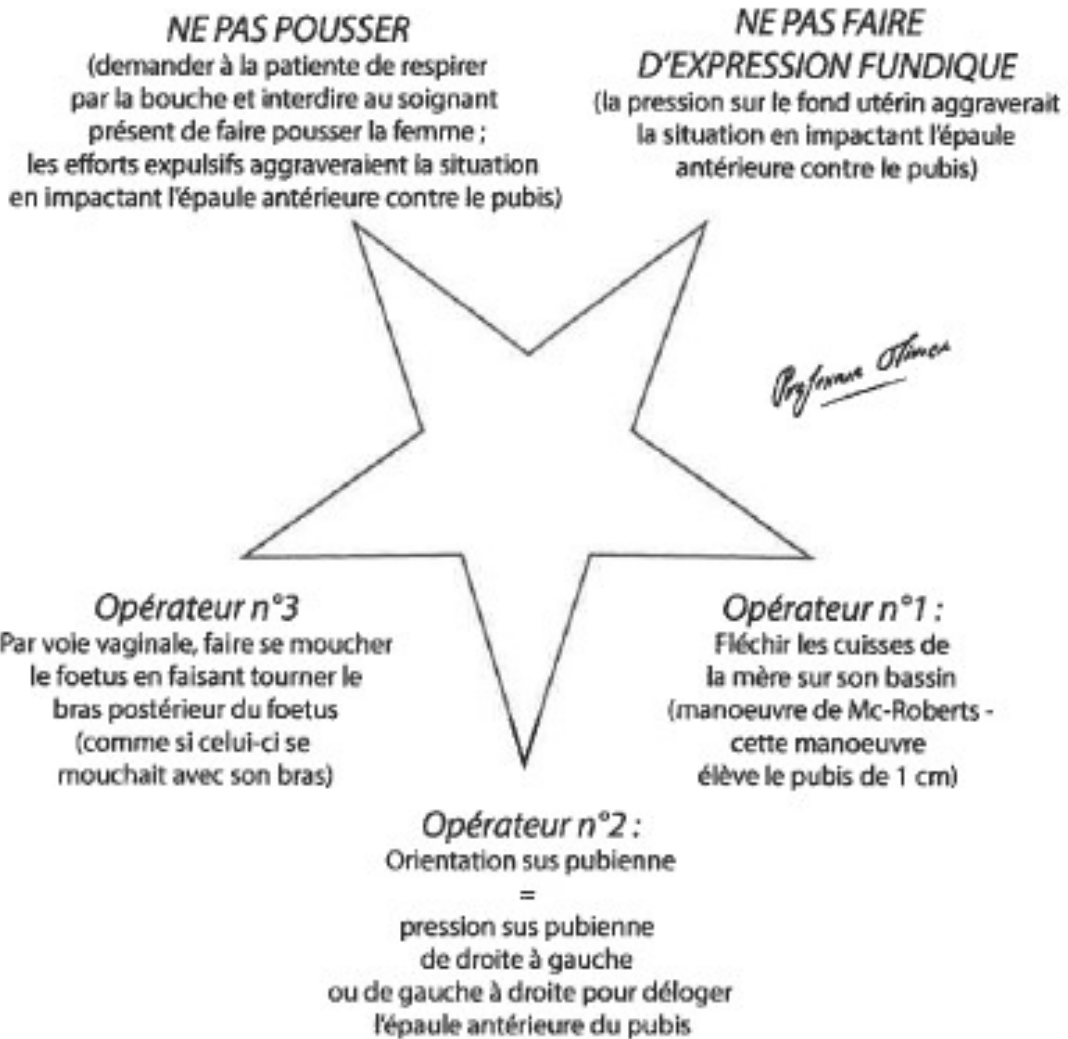 NE PAS POUSSER
(demander à la patiente de respirer
par la bouche et interdire au soignant
présent de faire pousser la femme ;
les efforts expulsifs aggraveraient la situation
en impactant l'épaule antérieure contre le pubis)
NE PAS FAIRE
D'EXPRESSION FUNDIQUE
(la pression sur le fond utérin aggraverait
la situation en impactant l'épaule
antérieure contre le pubis)
Professeur
Opérateur n°3
Par voie vaginale, faire se moucher
le foetus en faisant tourner le
bras postérieur du foetus
(comme si celui-ci se
mouchait avec son bras)
Opérateur n°1 :
Fléchir les cuisses de
la mère sur son bassin
(manoeuvre de Mc-Roberts -
cette manoeuvre
élève le pubis de 1 cm)
Opérateur n°2 :
Orientation sus pubienne
=
pression sus pubienne
de droite à gauche
ou de gauche à droite pour déloger
l'épaule antérieure du pubis